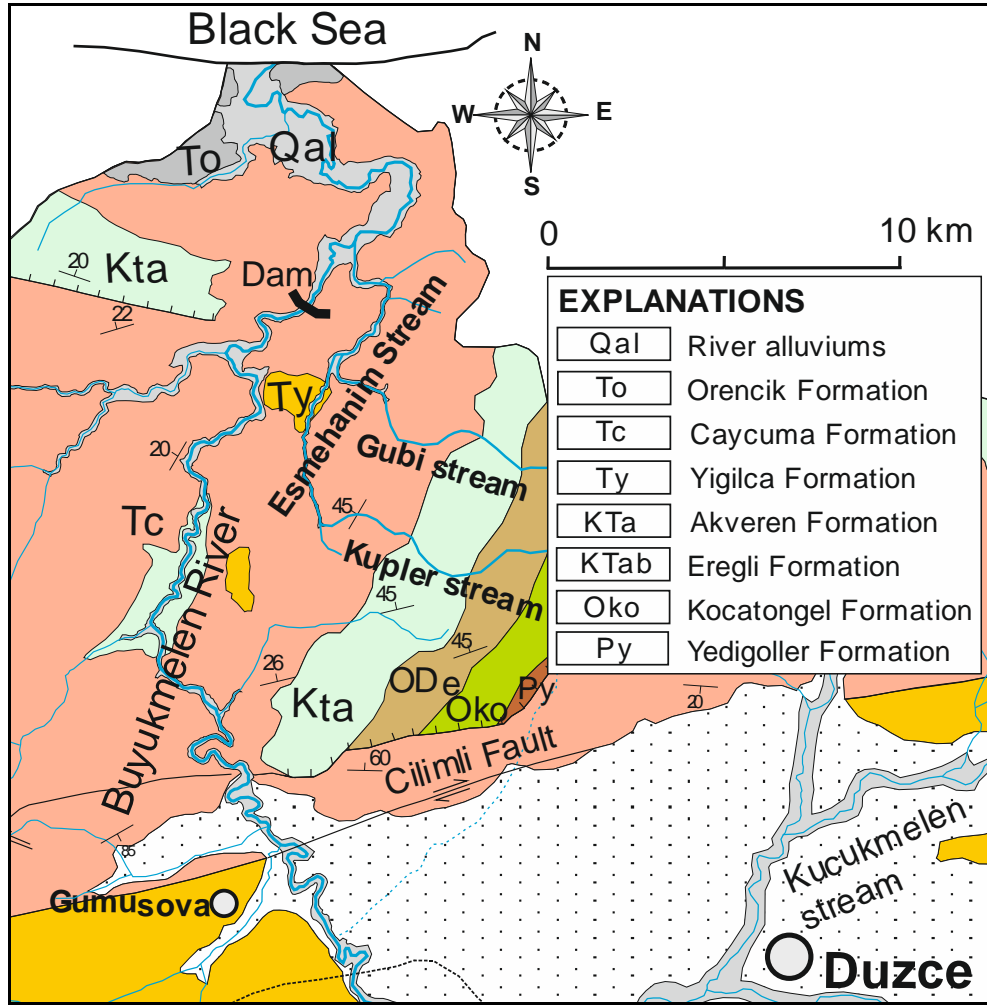 Black Sea
N
W E
S
To
Qal
0 10 km
Kta
20
Dam
22
EXPLANATIONS
Qal River alluviums
To Orencik Formation
Tc Caycuma Formation
Ty Yigilca Formation
KTa Akveren Formation
KTab Eregli Formation
Oko Kocatongel Formation
Py Yedigoller Formation
Ty
Esmehanim Stream
Gubi stream
20
45
Tc
Kupler stream
Buyukmelen River
45
45
26
Kta
ODe
Oko
Py
20
60
Cilimli Fault
85
Kuçukmelen
stream
Gumusova
Duzce